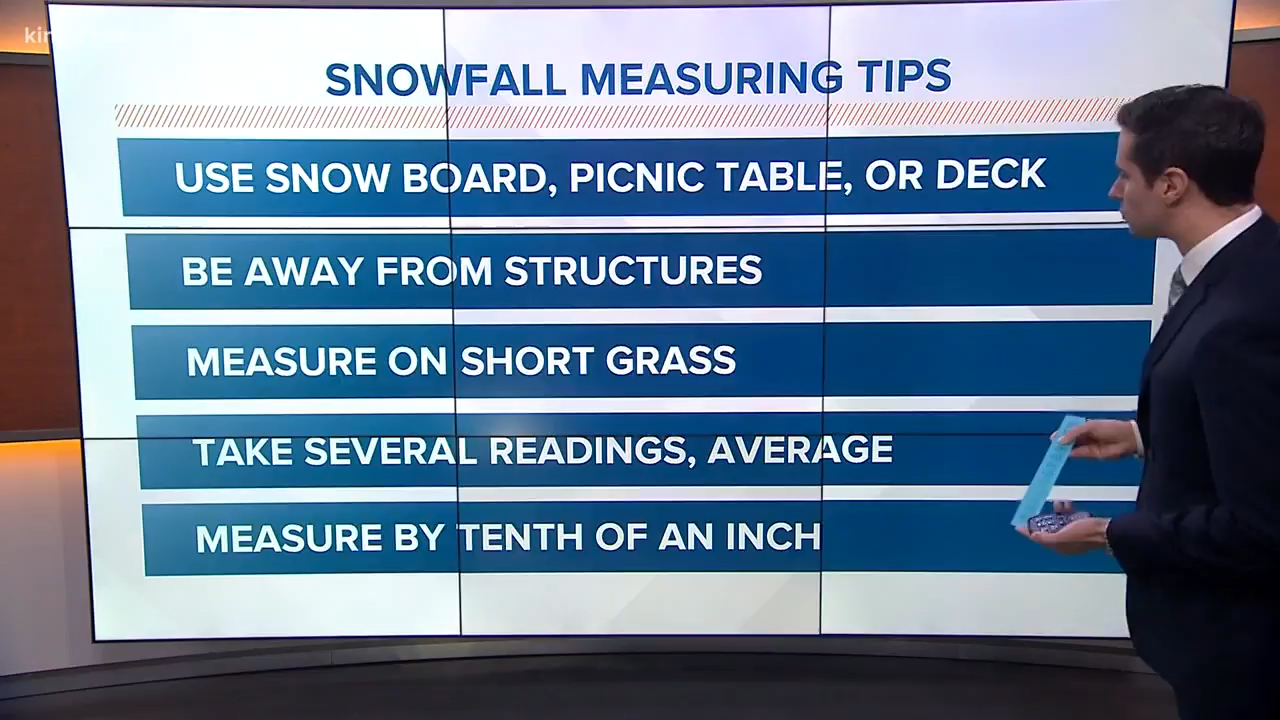 SNOWFALL MEASURING TIPS
USE SNOW BOARD, PICNIC TABLE, OR DECK
BE AWAY FROM STRUCTURES
MEASURE ON SHORT GRASS
TAKE SEVERAL READINGS, AVERAGE
MEASURE BY TENTH OF AN INCH